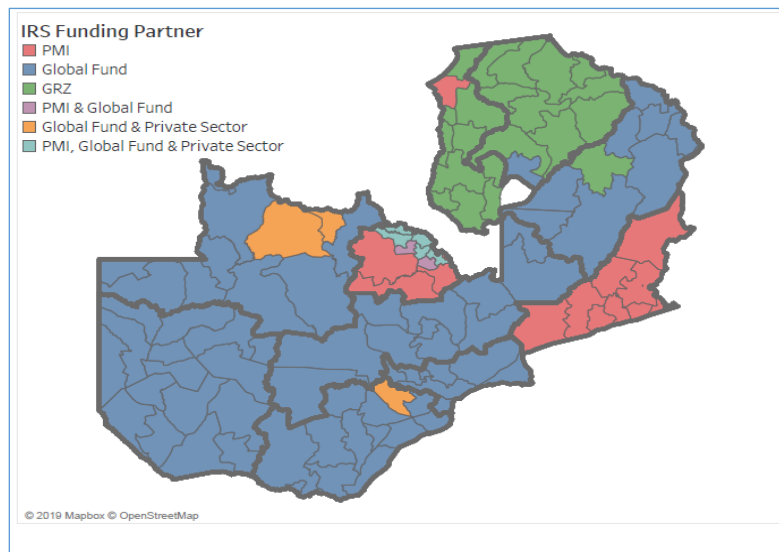 IRS Funding Partner
PMI
Global Fund
GRZ
PMI & Global Fund
Global Fund & Private Sector
PMI, Global Fund & Private Sector
© 2019 Mapbox © OpenStreetMap